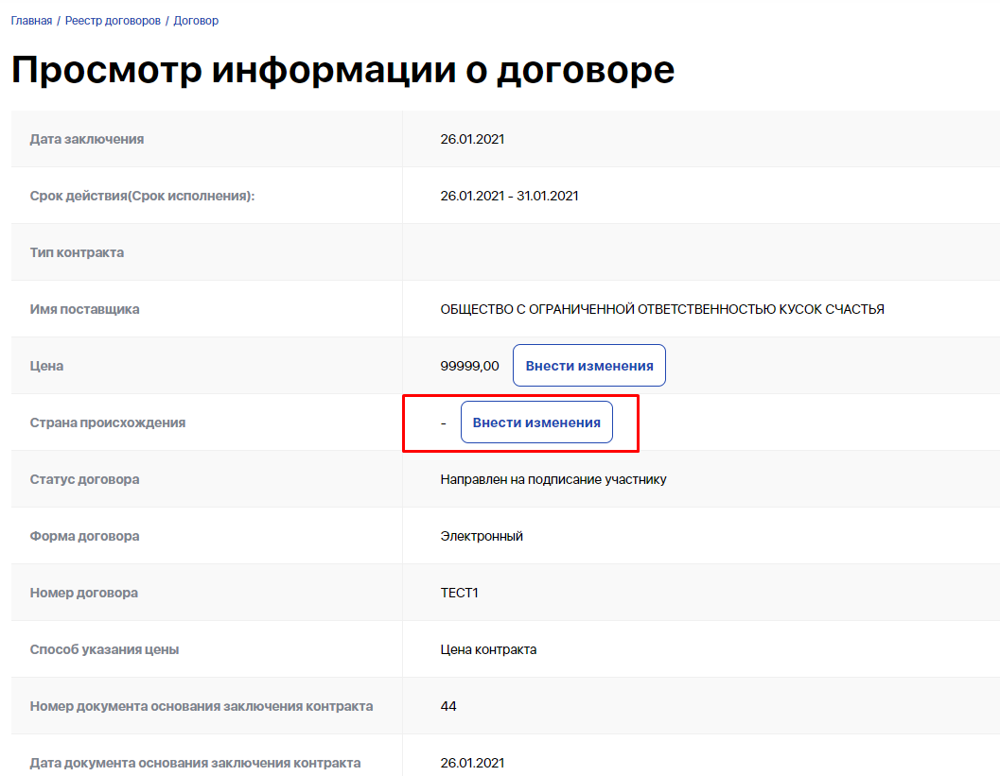 Главная / Реестр договоров / Договор
Просмотр информации о договоре
Дата заключения 26.01.2021
Срок действия(Срок исполнения): 26.01.2021 - 31.01.2021
Тип контракта
Имя поставщика ОБЩЕСТВО С ОГРАНИЧЕННОЙ ОТВЕТСТВЕННОСТЬЮ КУСОК СЧАСТЬЯ
Цена 99999,00 Внести изменения
Страна происхождения - Внести изменения
Статус договора Направлен на подписание участнику
Форма договора Электронный
Номер договора ТЕСТ1
Способ указания цены Цена контракта
Номер документа основания заключения контракта 44
Дата документа основания заключения контракта 26.01.2021